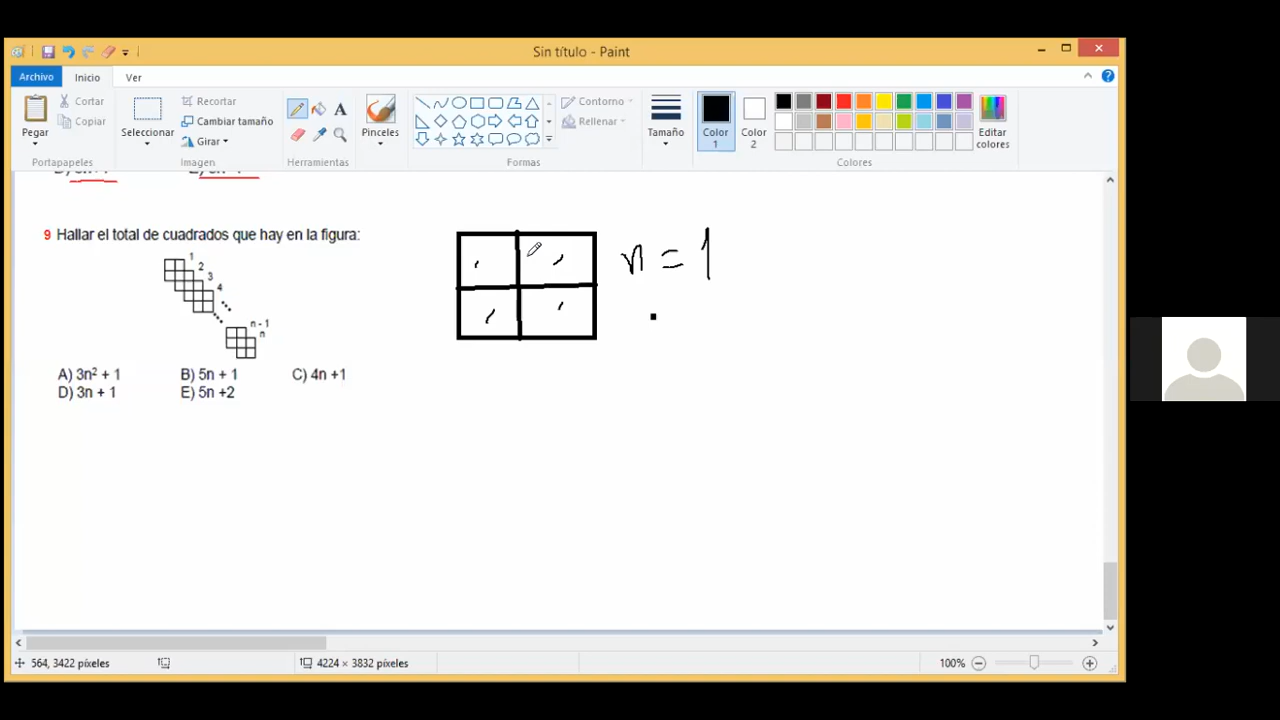 Sin título - Paint
Archivo Inicio Ver
Pegar
Cortar
Copiar
Portapapeles
Seleccionar
Recortar
Cambiar tamaño
Girar
Imagen
A
Herramientas
Pinceles
Contorno
Rellenar
Formas
Tamaño
Color 1
Color 2
Editar colores
Colores
9 Hallar el total de cuadrados que hay en la figura:
1
2
3
4
n - 1
n
A) 3n² + 1 B) 5n + 1 C) 4n +1
D) 3n + 1 E) 5n +2
n = 1
564, 3422 píxeles 4224 × 3832 píxeles 100%